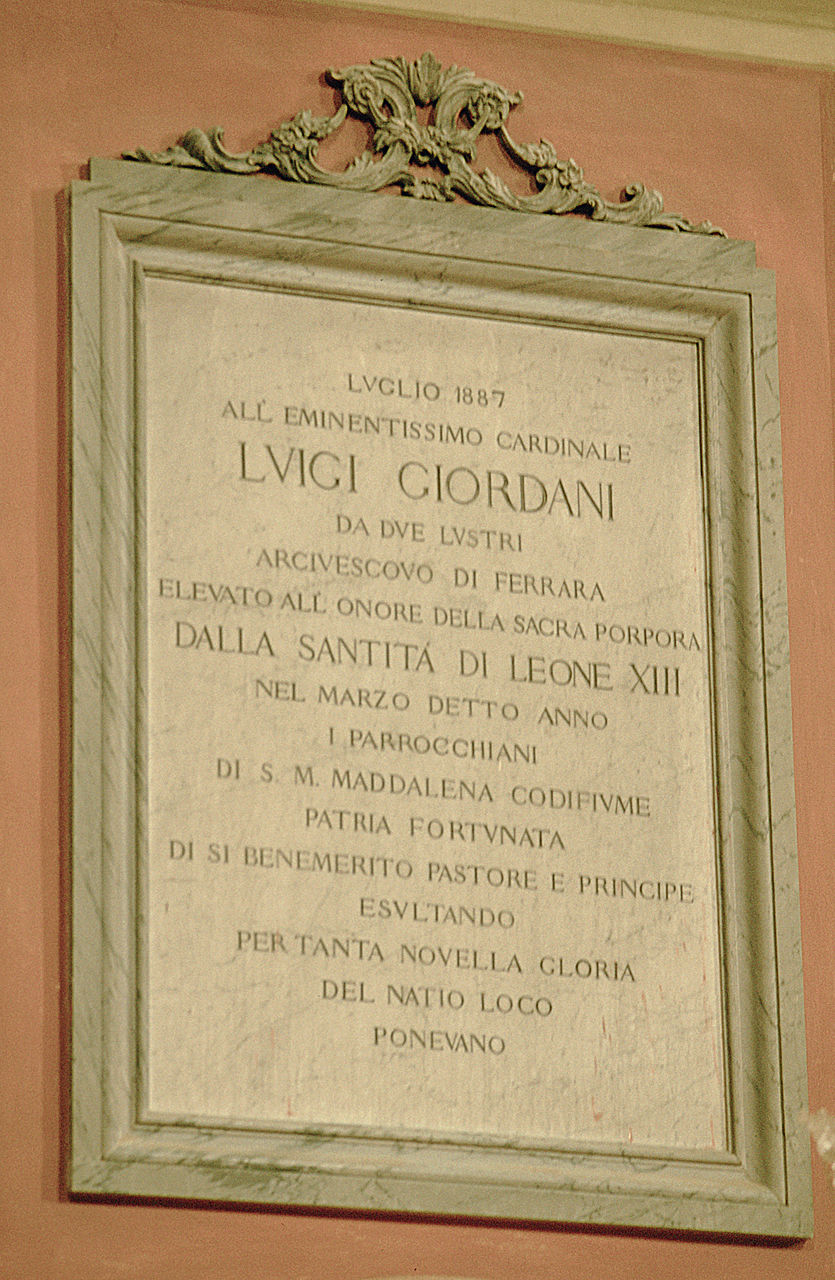 LVGLIO 1887
ALL' EMINENTISSIMO CARDINALE
LVIGI GIORDANI
DA DVE LVSTRI
ARCIVESCOVO DI FERRARA
ELEVATO ALL' ONORE DELLA SACRA PORPORA
DALLA SANTITÁ DI LEONE XIII
NEL MARZO DETTO ANNO
I PARROCCHIANI
DI S. M. MADDALENA CODIFIVME
PATRIA FORTVNATA
DI SI BENEMERITO PASTORE E PRINCIPE
ESVLTANDO
PER TANTA NOVELLA GLORIA
DEL NATIO LOCO
PONEVANO